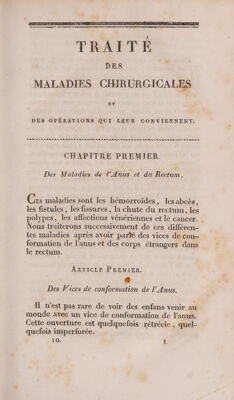 TRAITÉ
DES
MALADIES CHIRURGICALES
ET
DES OPÉRATIONS QUI LEUR CONVIENNENT.
CHAPITRE PREMIER.
Des Maladies de l'Anus et du Rectum.
CES maladies sont les hémorroïdes, les abcès,
les fistules, les fissures, la chute du rectum, les
polypes, les affections vénériennes et le cancer.
Nous traiterons successivement de ces différen-
tes maladies après avoir parlé des vices de con-
formation de l'anus et des corps étrangers dans
le rectum.
ARTICLE PREMIER.
Des Vices de conformation de l'Anus.
Il n'est pas rare de voir des enfans venir au
monde avec un vice de conformation de l'anus.
Cette ouverture est quelquefois rétrécie, quel-
quefois imperforée.
10. 1